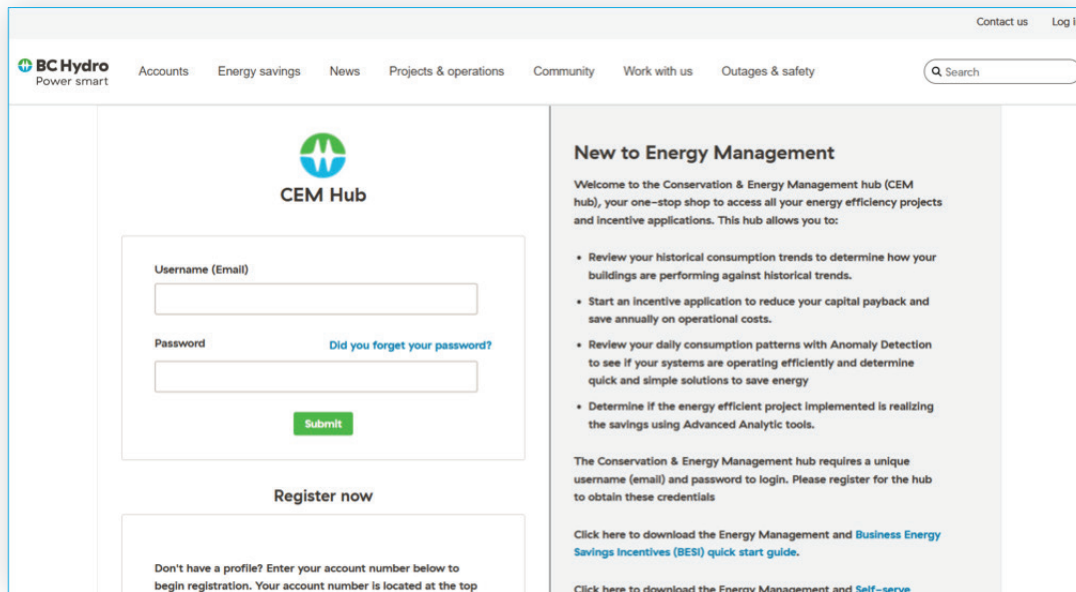 Contact us Log i
BC Hydro
Power smart
Accounts Energy savings News Projects & operations Community Work with us Outages & safety
Search
CEM Hub
Username (Email)
Password Did you forget your password?
Submit
Register now
Don't have a profile? Enter your account number below to
begin registration. Your account number is located at the top
New to Energy Management
Welcome to the Conservation & Energy Management hub (CEM
hub), your one-stop shop to access all your energy efficiency projects
and incentive applications. This hub allows you to:
• Review your historical consumption trends to determine how your
buildings are performing against historical trends.
• Start an incentive application to reduce your capital payback and
save annually on operational costs.
• Review your daily consumption patterns with Anomaly Detection
to see if your systems are operating efficiently and determine
quick and simple solutions to save energy
• Determine if the energy efficient project implemented is realizing
the savings using Advanced Analytic tools.
The Conservation & Energy Management hub requires a unique
username (email) and password to login. Please register for the hub
to obtain these credentials
Click here to download the Energy Management and Business Energy
Savings Incentives (BESI) quick start guide.
Click here to download the Energy Management and Self-serve